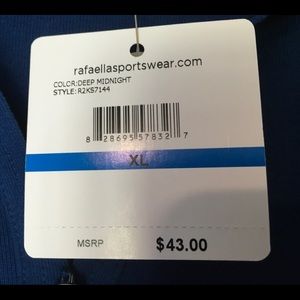 rafaellasportswear.com
COLOR:DEEP MIDNIGHT
STYLE:R2KS7144
8 28695 57832 7
XL
MSRP $43.00